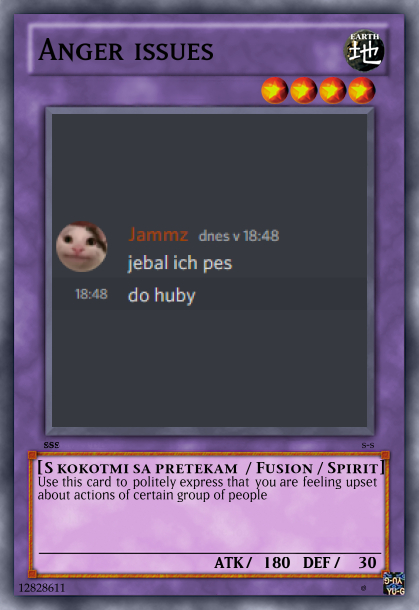 Anger issues
EARTH
地
Jammz dnes v 18:48
jebal ich pes
18:48 do huby
sss s-s
[S kokotmi sa pretekam / Fusion / Spirit]
Use this card to politely express that you are feeling upset
about actions of certain group of people
ATK / 180 DEF / 30
12828611